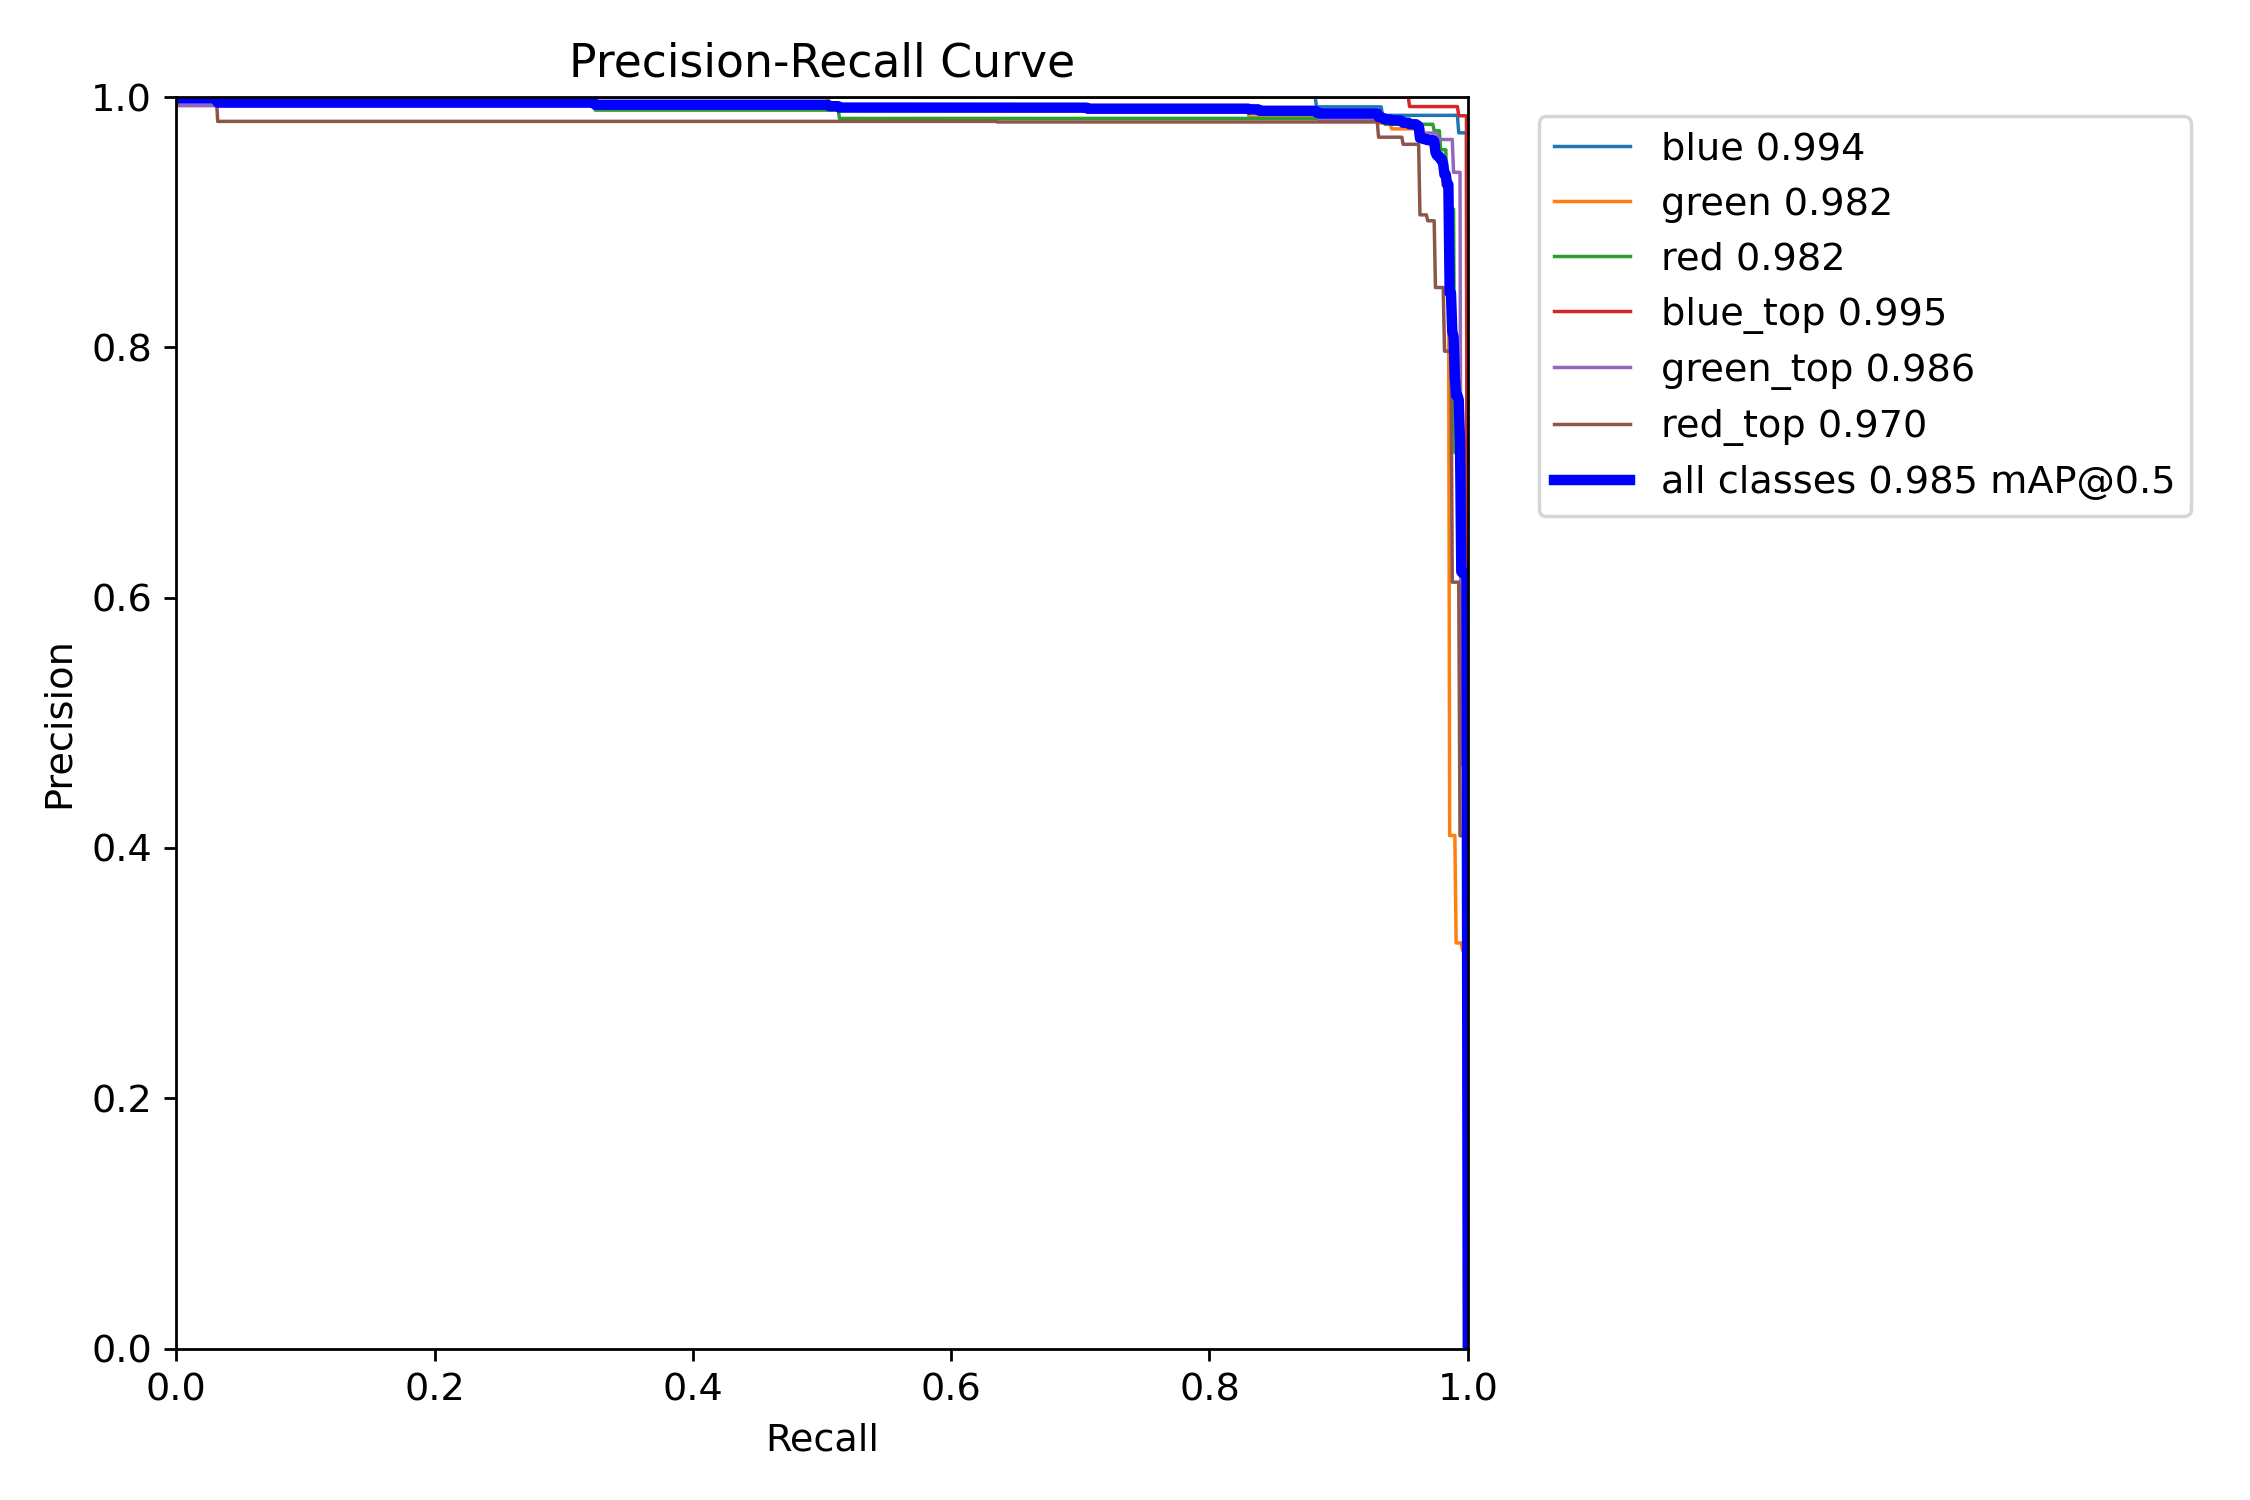 Precision-Recall Curve
1.0
0.8
0.6
0.4
0.2
0.0
Precision
0.0 0.2 0.4 0.6 0.8 1.0
Recall
blue 0.994
green 0.982
red 0.982
blue_top 0.995
green_top 0.986
red_top 0.970
all classes 0.985 mAP@0.5